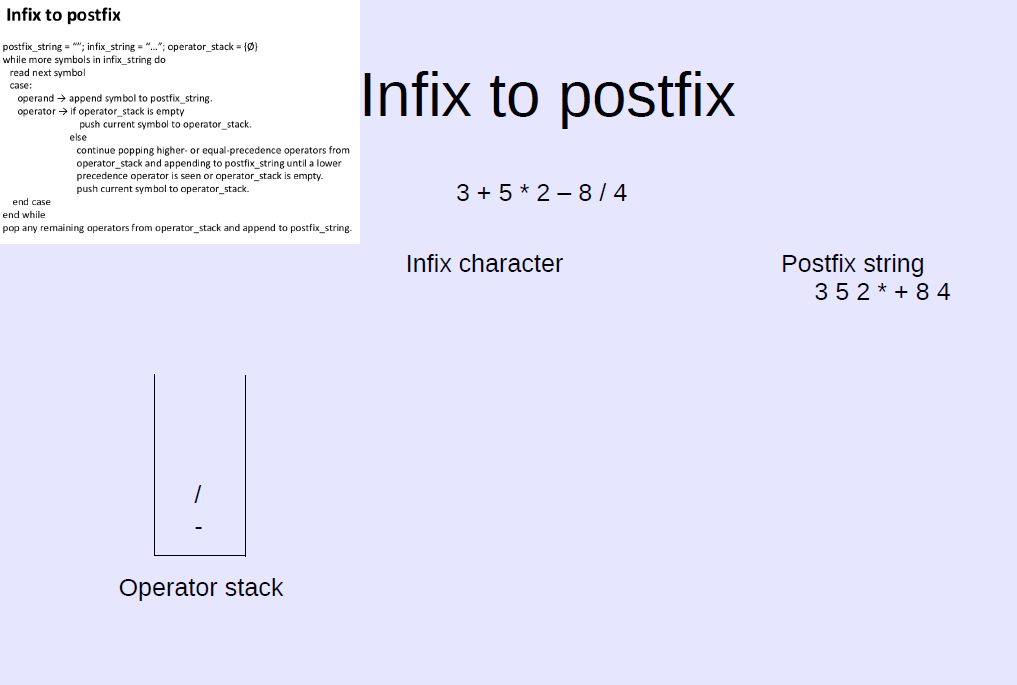 Infix to postfix
postfix_string = “”; infix_string = “...”; operator_stack = {Ø}
while more symbols in infix_string do
read next symbol
case:
operand → append symbol to postfix_string.
operator → if operator_stack is empty
push current symbol to operator_stack.
else
continue popping higher- or equal-precedence operators from
operator_stack and appending to postfix_string until a lower
precedence operator is seen or operator_stack is empty.
push current symbol to operator_stack.
end case
end while
pop any remaining operators from operator_stack and append to postfix_string.
Infix to postfix
3 + 5 * 2 – 8 / 4
Infix character
Postfix string
3 5 2 * + 8 4
/
-
Operator stack